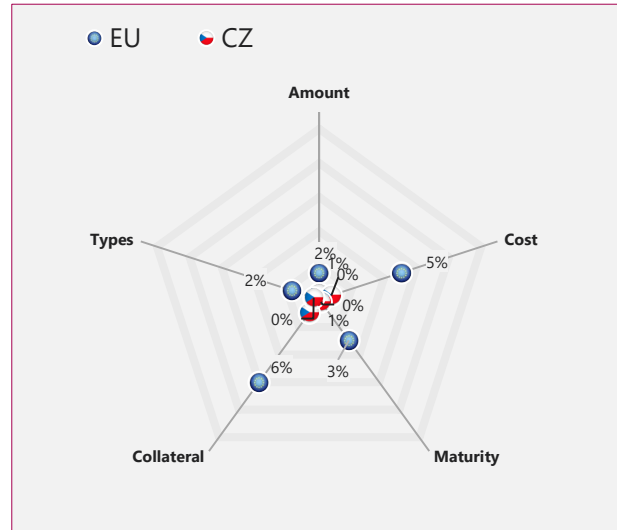 EU CZ
Amount
Types
Cost
2%
1%
0%
5%
2%
0%
0%
1%
6%
3%
Collateral
Maturity